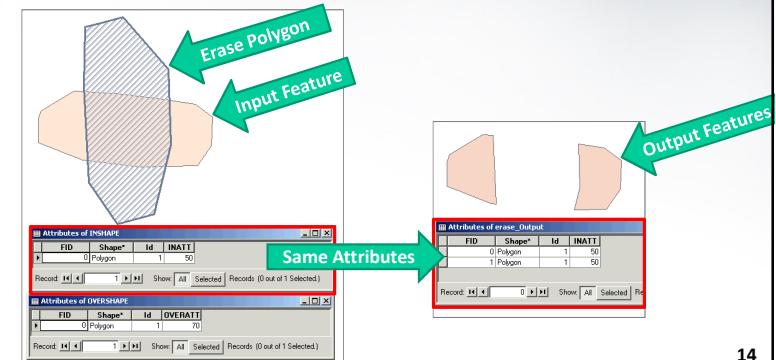 Erase Polygon
Input Feature
Output Features
Attributes of INSHAPE
FID Shape* Id INATT
0 Polygon 1 50
Record: 1 Show: All Selected Records (0 out of 1 Selected.)
Same Attributes
Attributes of erase_Output
FID Shape* Id INATT
0 Polygon 1 50
1 Polygon 1 50
Record: 0 Show: All Selected Re
Attributes of OVERSHAPE
FID Shape* Id OVERATT
0 Polygon 1 70
Record: 1 Show: All Selected Records (0 out of 1 Selected.)
14